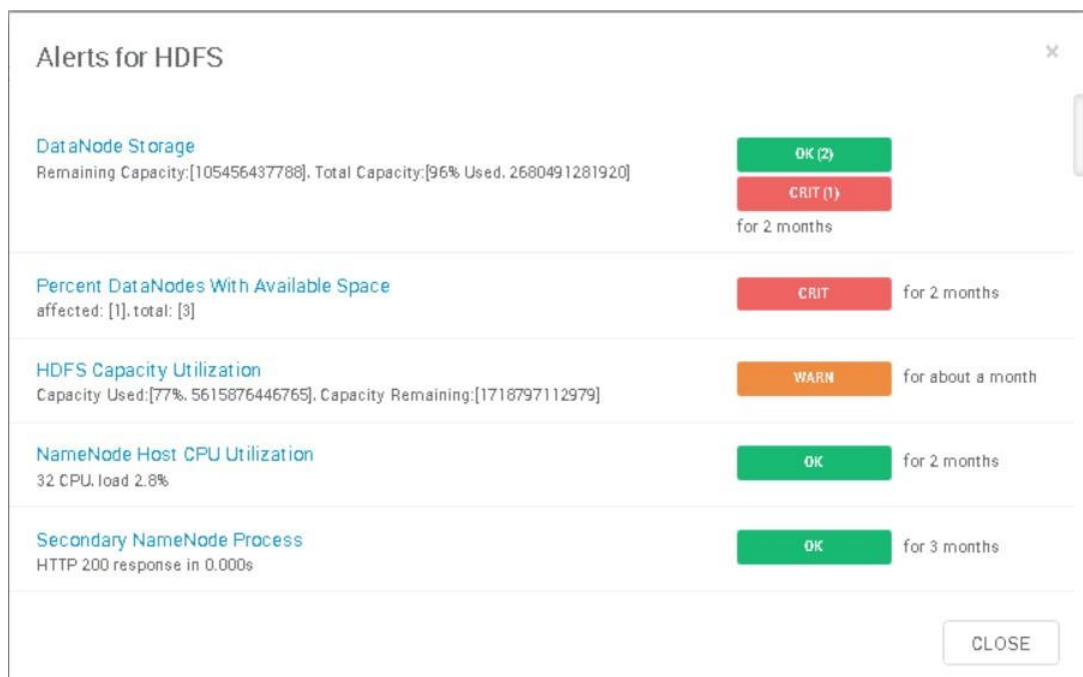 Alerts for HDFS
×
DataNode Storage
Remaining Capacity:[105456437788], Total Capacity:[96% Used, 2680491281920]
OK (2)
CRIT (1)
for 2 months
Percent DataNodes With Available Space
affected: [1], total: [3]
CRIT
for 2 months
HDFS Capacity Utilization
Capacity Used:[77%, 5615876446765], Capacity Remaining:[1718797112979]
WARN
for about a month
NameNode Host CPU Utilization
32 CPU, load 2.8%
OK
for 2 months
Secondary NameNode Process
HTTP 200 response in 0.000s
OK
for 3 months
CLOSE